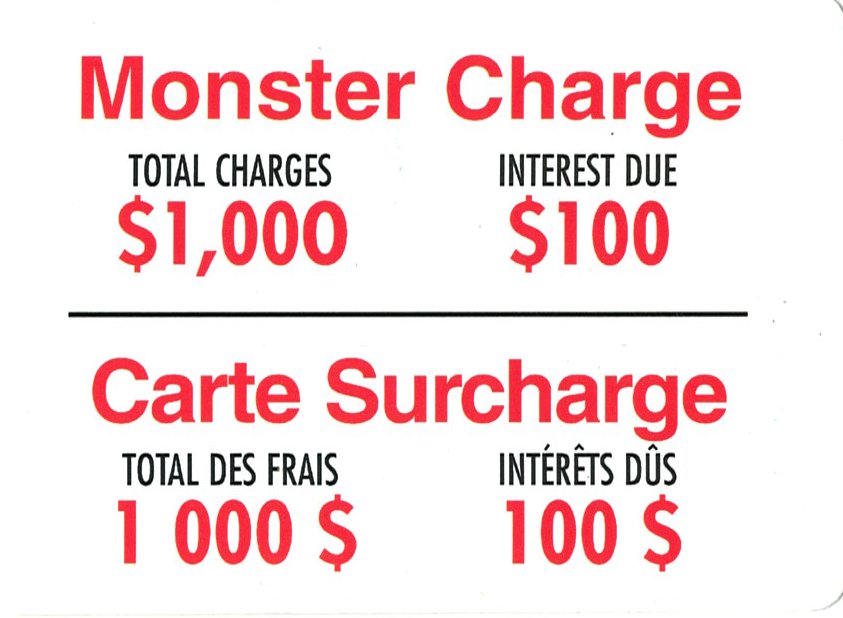 Monster Charge
TOTAL CHARGES INTEREST DUE
$1,000 $100
Carte Surcharge
TOTAL DES FRAIS INTÉRÊTS DÛS
1 000 $ 100 $